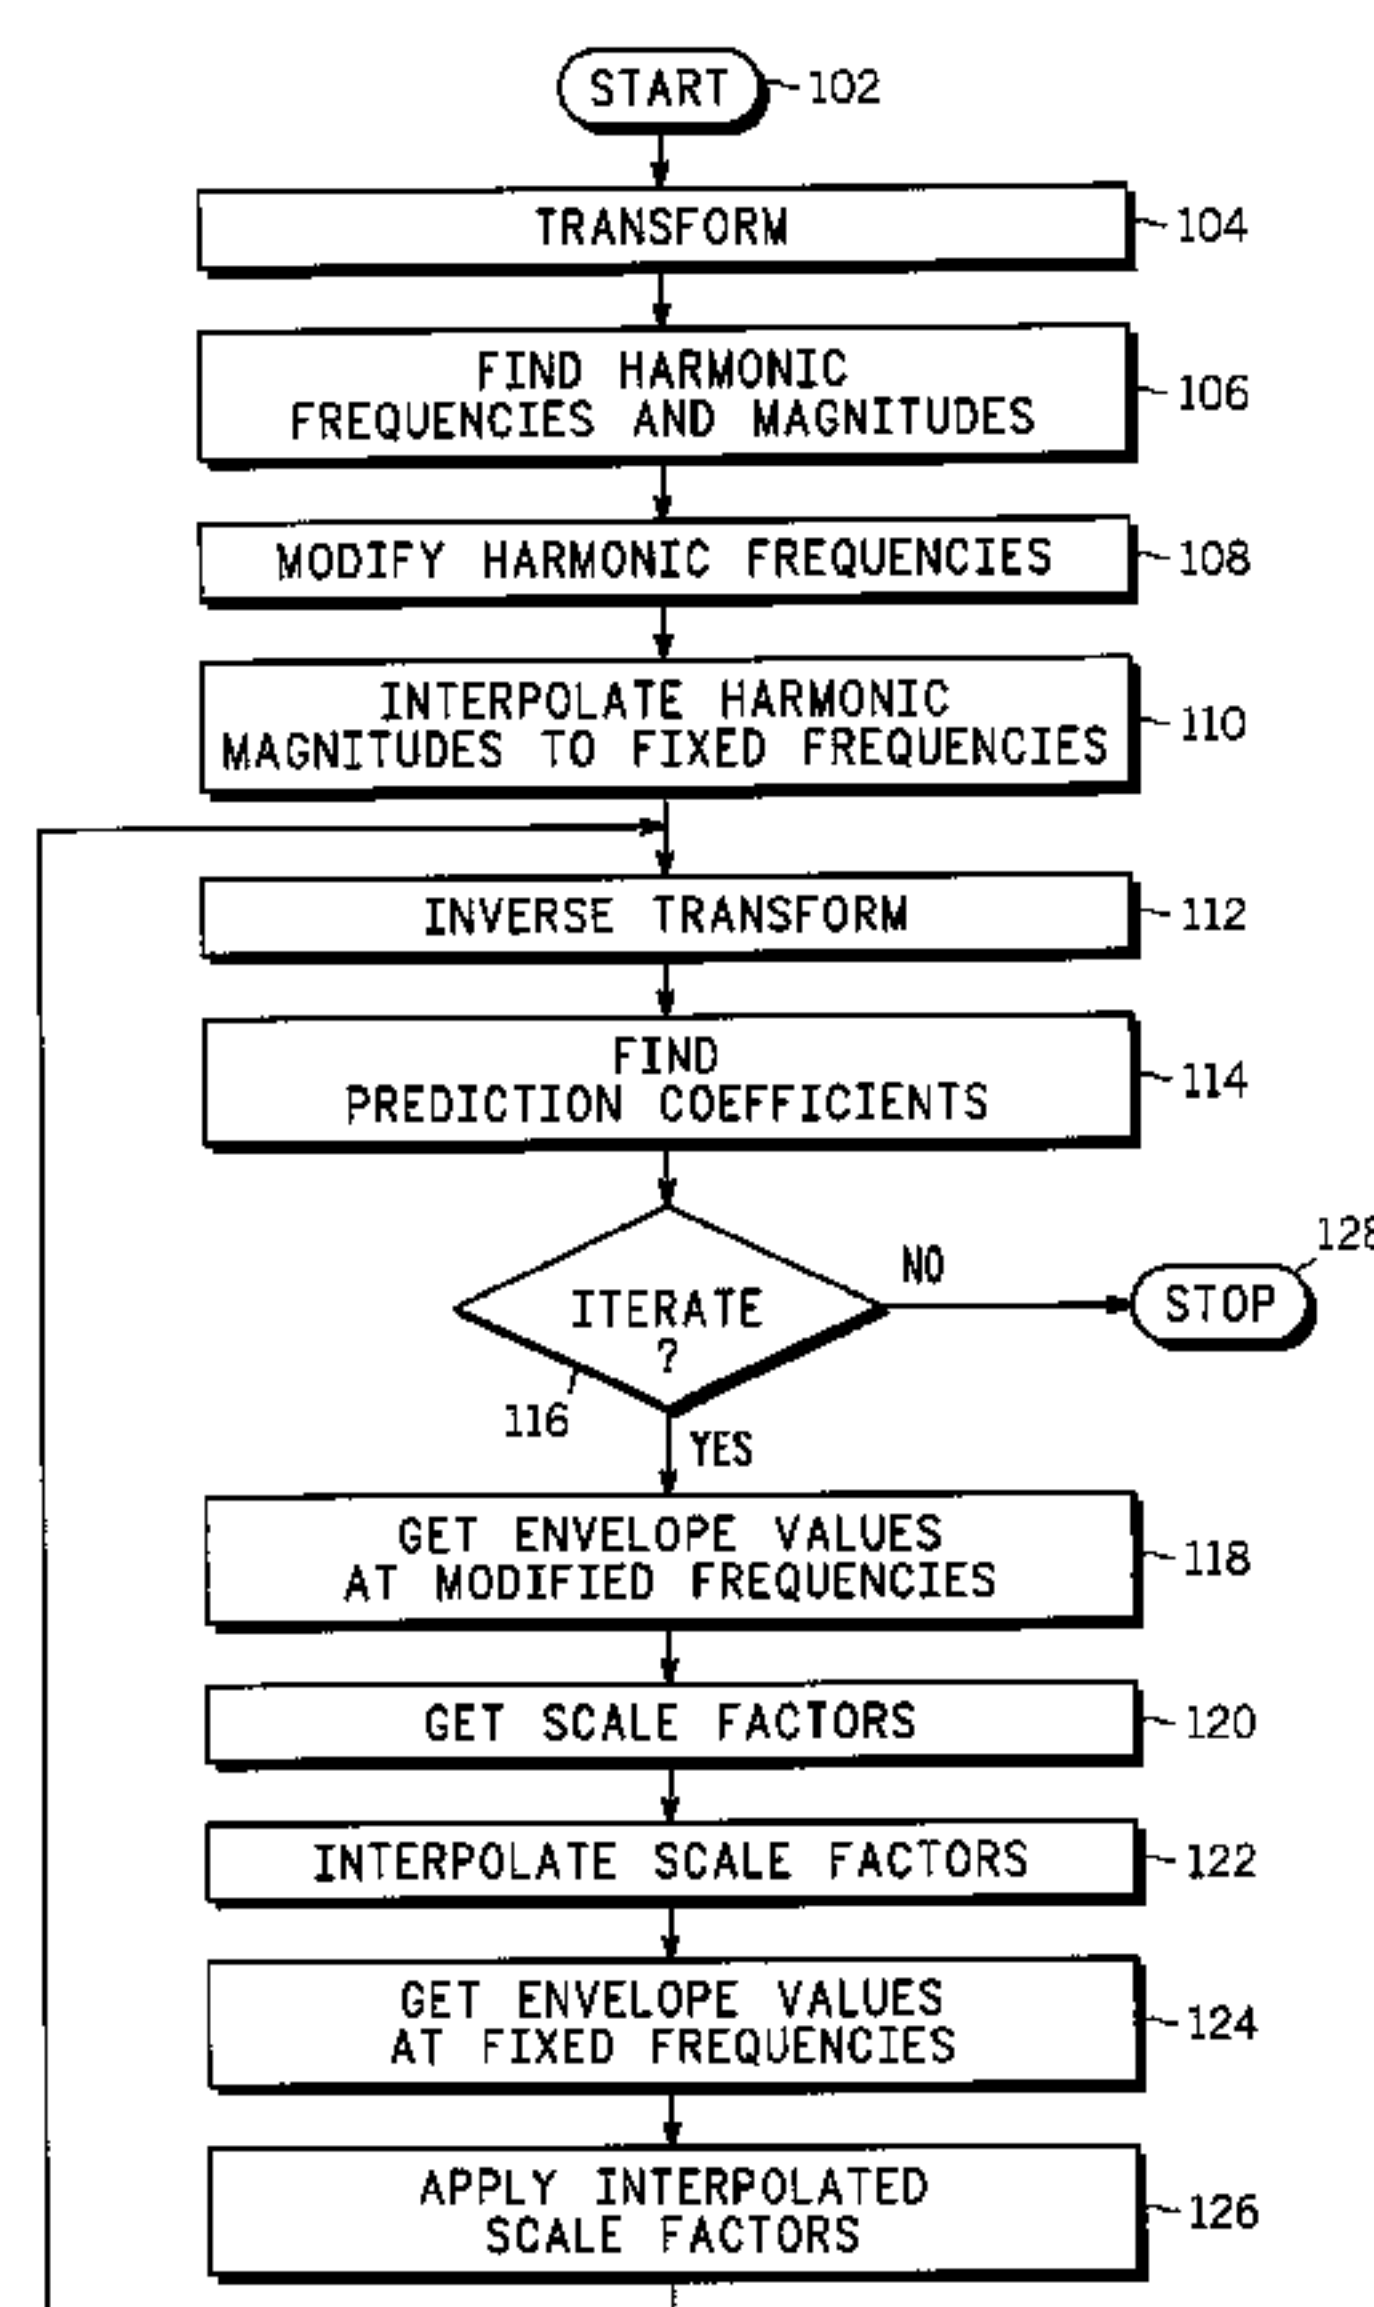 START
102
TRANSFORM
104
FIND HARMONIC
FREQUENCIES AND MAGNITUDES
106
MODIFY HARMONIC FREQUENCIES
108
INTERPOLATE HARMONIC
MAGNITUDES TO FIXED FREQUENCIES
110
INVERSE TRANSFORM
112
FIND
PREDICTION COEFFICIENTS
114
ITERATE
?
116
NO
STOP
128
YES
GET ENVELOPE VALUES
AT MODIFIED FREQUENCIES
118
GET SCALE FACTORS
120
INTERPOLATE SCALE FACTORS
122
GET ENVELOPE VALUES
AT FIXED FREQUENCIES
124
APPLY INTERPOLATED
SCALE FACTORS
126